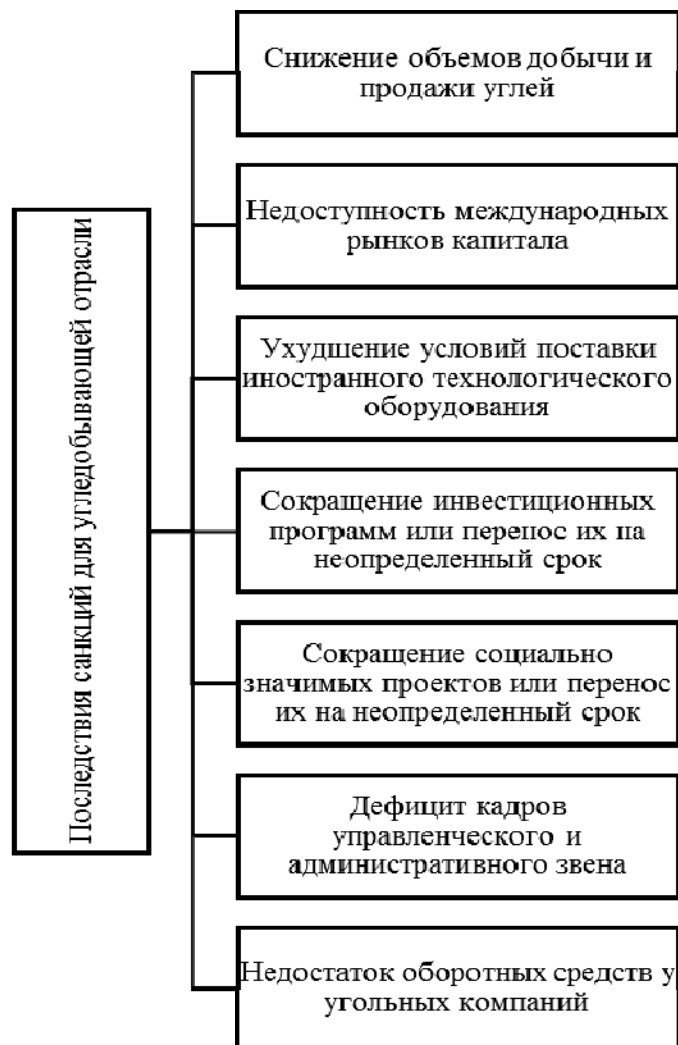 Последствия санкций для угледобывающей отрасли
Снижение объемов добычи и
продажи углей
Недоступность международных
рынков капитала
Ухудшение условий поставки
иностранного технологического
оборудования
Сокращение инвестиционных
программ или перенос их на
неопределенный срок
Сокращение социально
значимых проектов или перенос
их на неопределенный срок
Дефицит кадров
управленческого и
административного звена
Недостаток оборотных средств у
угольных компаний